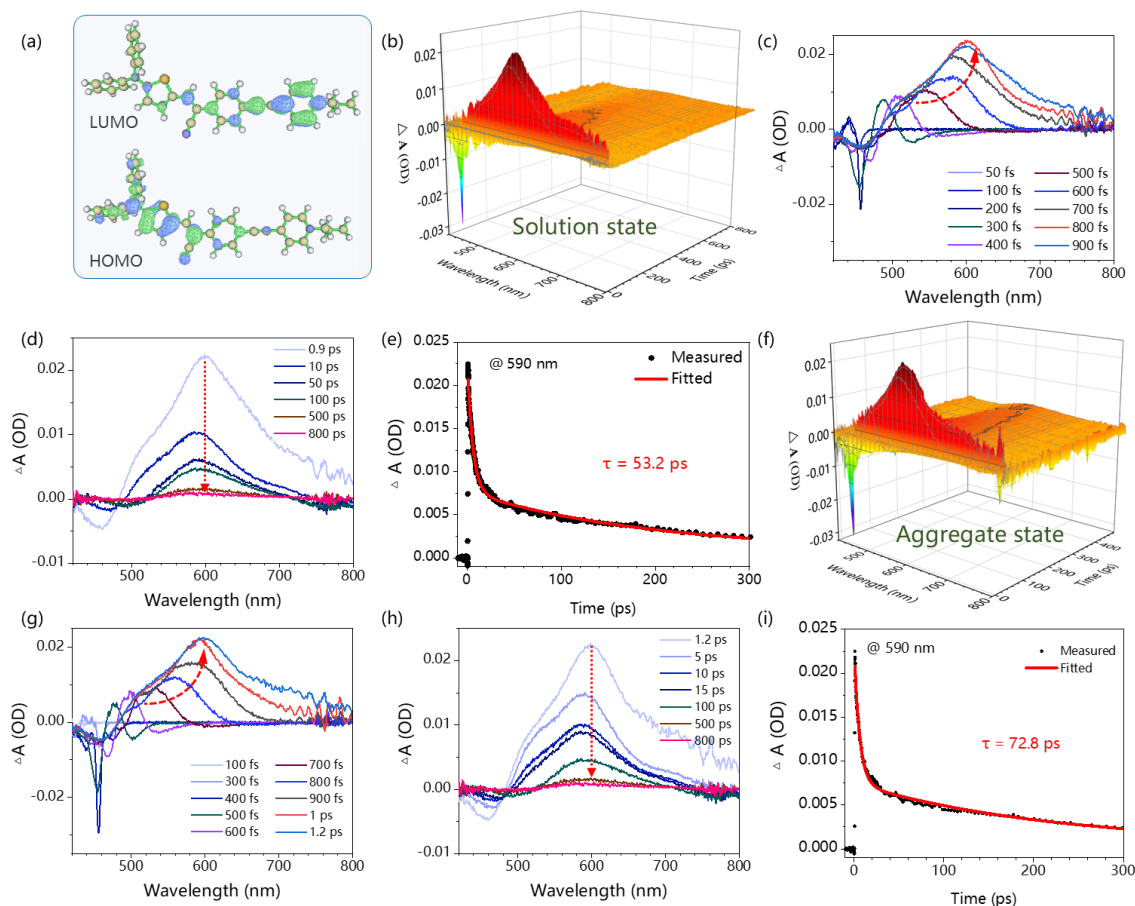 (a)
LUMO
HOMO
(b)
0.02
0.01
0.00
-0.01
-0.03
△ A (OD)
Solution state
500
600
700
800
Wavelength (nm)
0
200
400
600
800
Time (ps)
(c)
0.02
0.00
-0.02
△ A (OD)
50 fs
100 fs
200 fs
300 fs
400 fs
500 fs
600 fs
700 fs
800 fs
900 fs
500 600 700 800
Wavelength (nm)
(d)
0.02
0.01
0.00
-0.01
△ A (OD)
0.9 ps
10 ps
50 ps
100 ps
500 ps
800 ps
500 600 700 800
Wavelength (nm)
(e)
0.025
0.020
0.015
0.010
0.005
0.000
△ A (OD)
@ 590 nm
Measured
Fitted
τ = 53.2 ps
0 100 200 300
Time (ps)
(f)
0.02
0.01
0.00
-0.01
-0.02
-0.03
△ A (OD)
Aggregate state
500
600
700
800
Wavelength (nm)
0
100
200
300
400
Time (ps)
(g)
0.02
0.00
-0.02
△ A (OD)
100 fs
300 fs
400 fs
500 fs
600 fs
700 fs
800 fs
900 fs
1 ps
1.2 ps
500 600 700 800
Wavelength (nm)
(h)
0.02
0.01
0.00
-0.01
△ A (OD)
1.2 ps
5 ps
10 ps
15 ps
100 ps
500 ps
800 ps
500 600 700 800
Wavelength (nm)
(i)
0.025
0.020
0.015
0.010
0.005
0.000
△ A (OD)
@ 590 nm
Measured
Fitted
τ = 72.8 ps
0 100 200 300
Time (ps)